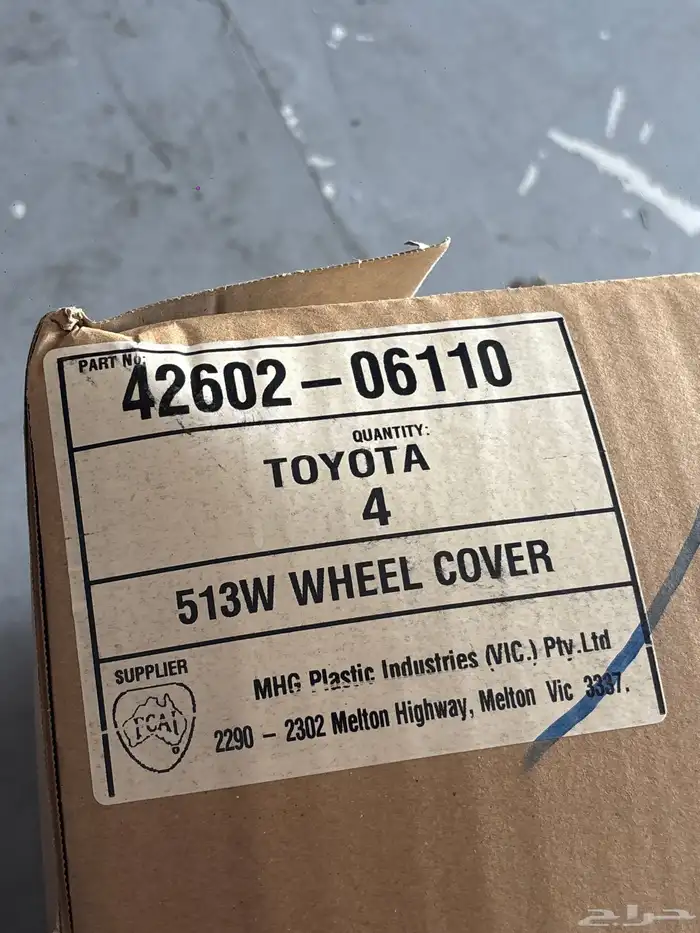 PART No:
42602-06110
QUANTITY:
TOYOTA
4
513W WHEEL COVER
SUPPLIER
FCAI
MHG Plastic Industries (VIC.) Pty.Ltd
2290 - 2302 Melton Highway, Melton Vic 3337.
حراج